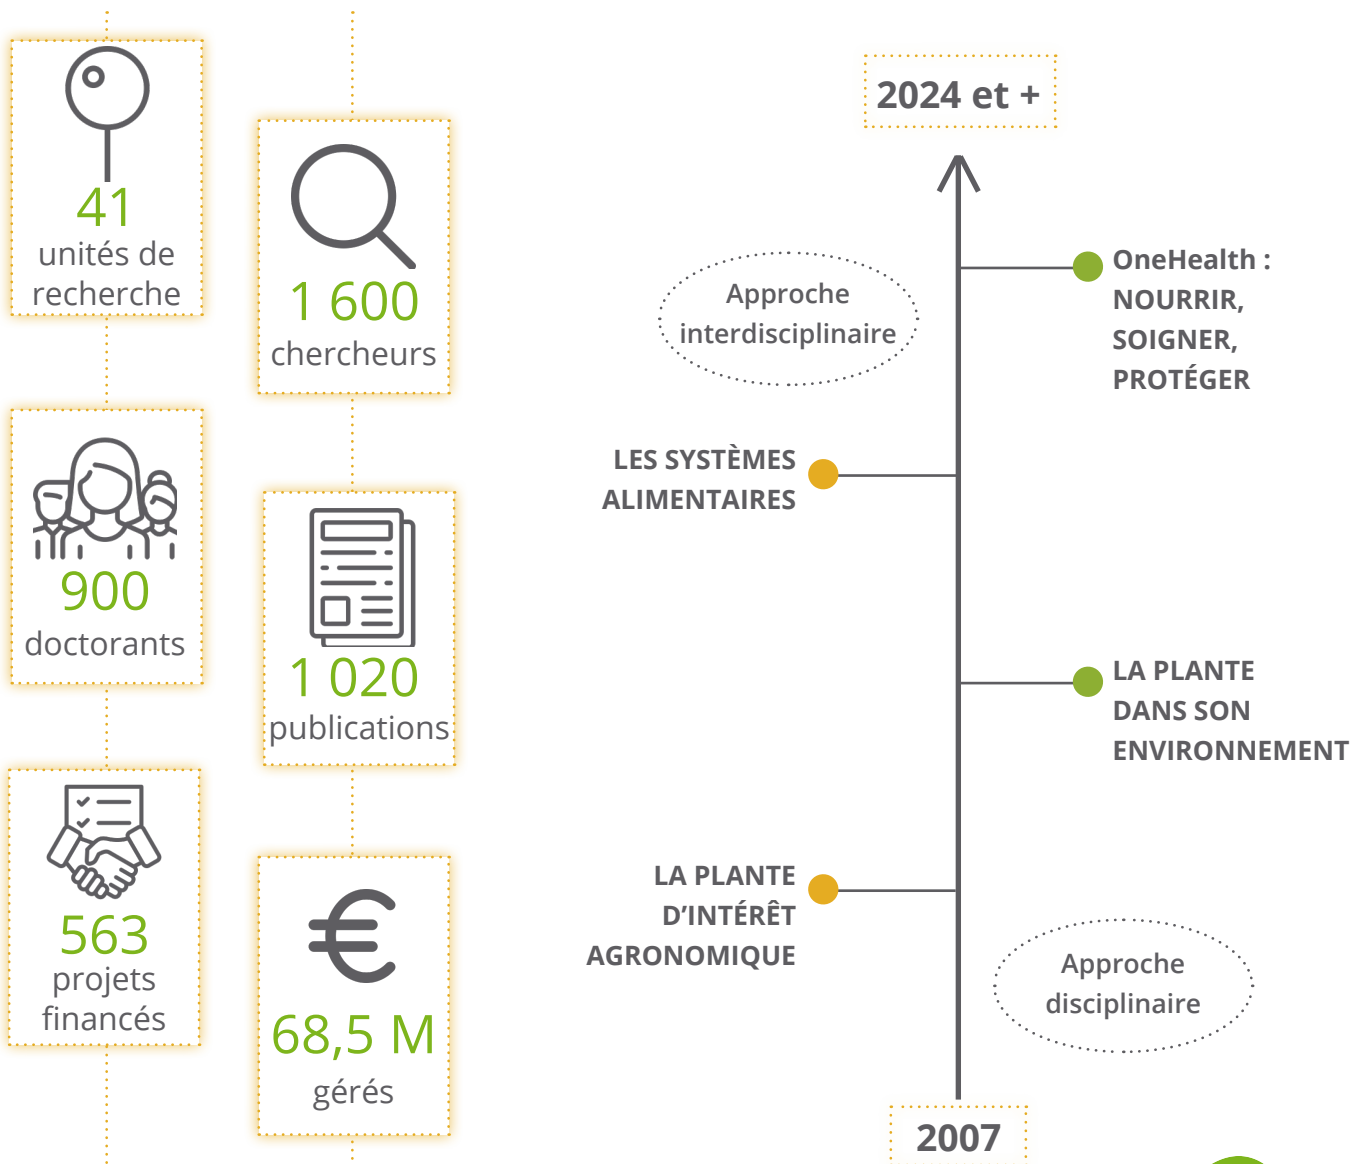 41
unités de
recherche
1 600
chercheurs
900
doctorants
1 020
publications
563
projets
financés
68,5 M
gérés
2024 et +
OneHealth :
NOURRIR,
SOIGNER,
PROTÉGER
Approche
interdisciplinaire
LES SYSTÈMES
ALIMENTAIRES
LA PLANTE
DANS SON
ENVIRONNEMENT
LA PLANTE
D’INTÉRÊT
AGRONOMIQUE
Approche
disciplinaire
2007